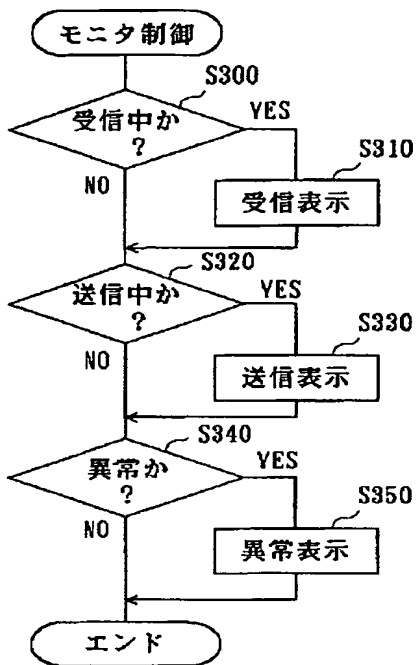 モニタ制御
S300
受信中か
?
YES
NO
S310
受信表示
S320
送信中か
?
YES
NO
S330
送信表示
S340
異常か
?
YES
NO
S350
異常表示
エンド